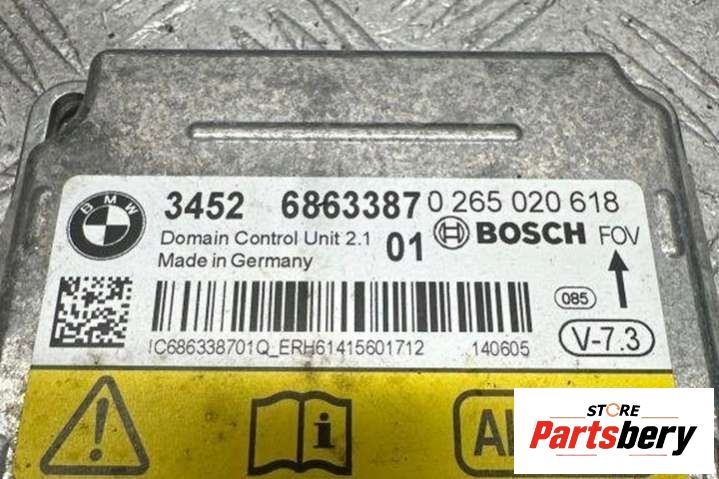 BMW
3452 6863387 0 265 020 618
Domain Control Unit 2.1 01 BOSCH FOV
Made in Germany
085
V-7.3
IC686338701Q_ERH61415601712 140605
i
STORE
Partsbery